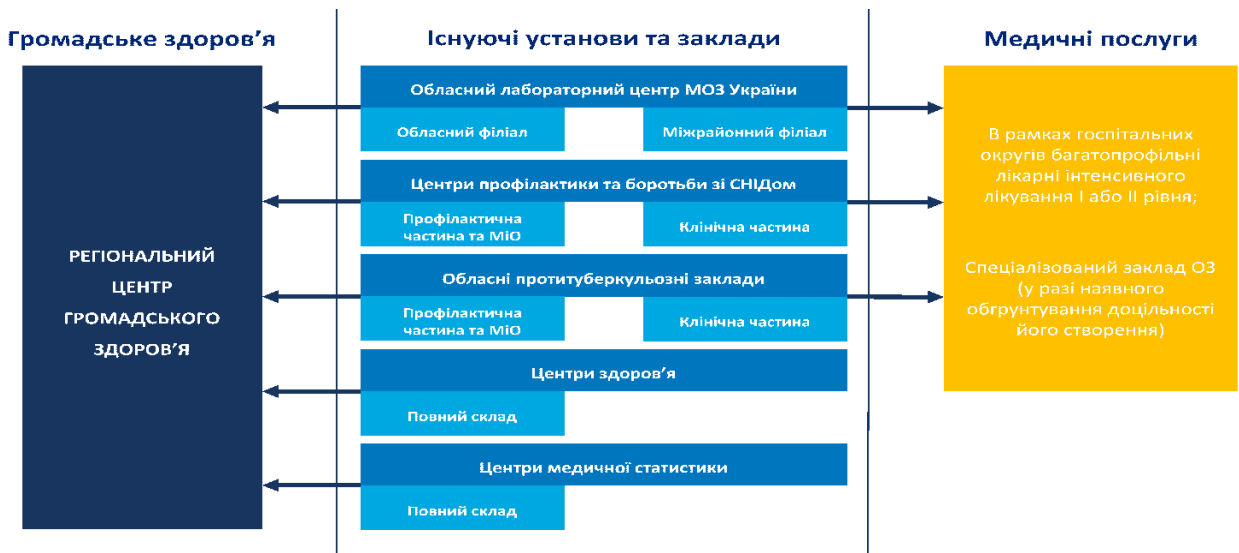 Громадське здоров’я
Існуючі установи та заклади
Медичні послуги
РЕГІОНАЛЬНИЙ
ЦЕНТР
ГРОМАДСЬКОГО
ЗДОРОВ’Я
Обласний лабораторний центр МОЗ України
Обласний філіал
Міжрайонний філіал
Центри профілактики та боротьби зі СНІДом
Профілактична
частина та МіО
Клінічна частина
Обласні протитуберкульозні заклади
Профілактична
частина та МіО
Клінічна частина
Центри здоров’я
Повний склад
Центри медичної статистики
Повний склад
В рамках госпітальних
округів багатопрофільні
лікарні інтенсивного
лікування І або ІІ рівня;
Спеціалізований заклад ОЗ
(у разі наявного
обгрунтування доцільності
його створення)